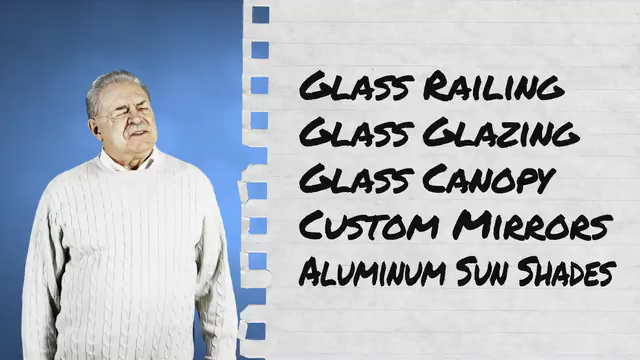 Glass Railing
Glass Glazing
Glass Canopy
Custom Mirrors
Aluminum Sun Shades